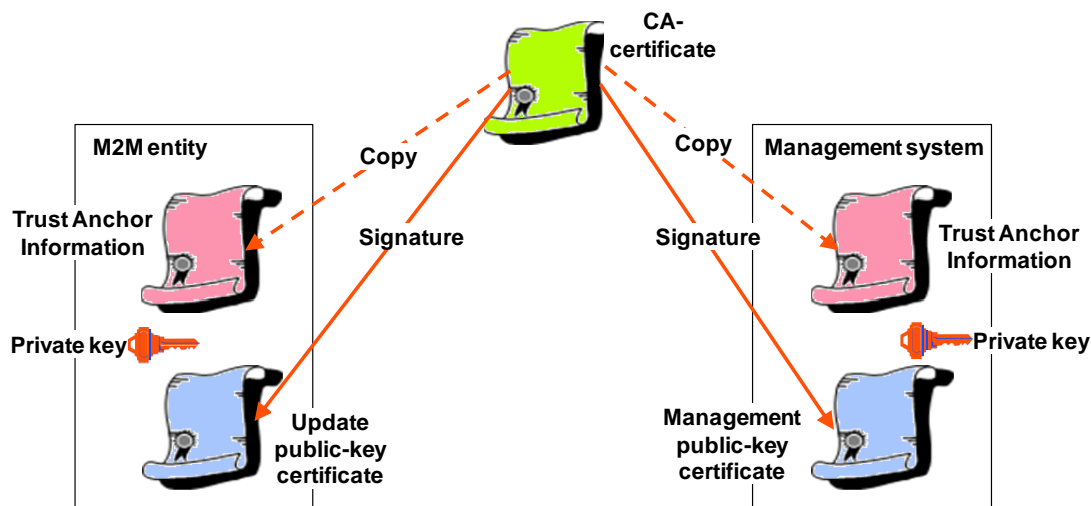 CA-
certificate
M2M entity
Copy
Copy
Management system
Trust Anchor
Information
Signature
Signature
Trust Anchor
Information
Private key
Private key
Update
public-key
certificate
Management
public-key
certificate